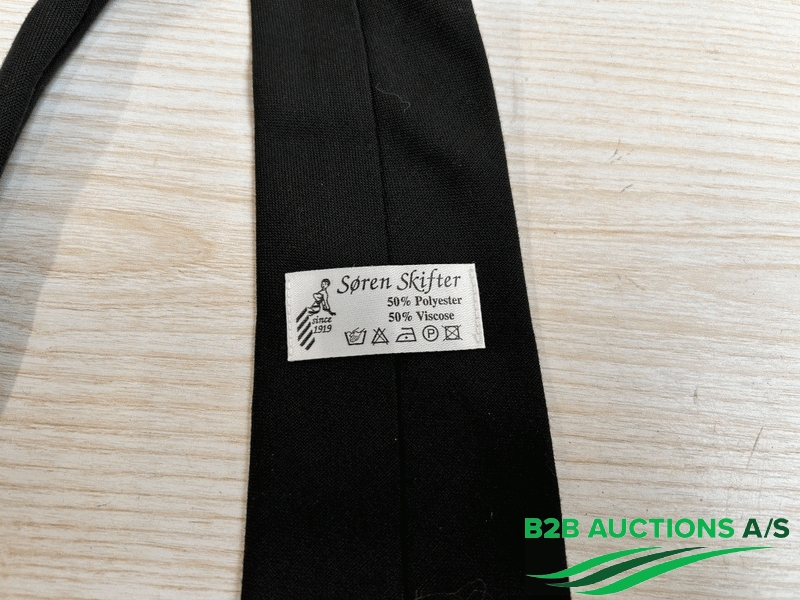 Søren Skifter
50% Polyester
50% Viscose
since
1919
P
B2B AUCTIONS A/S